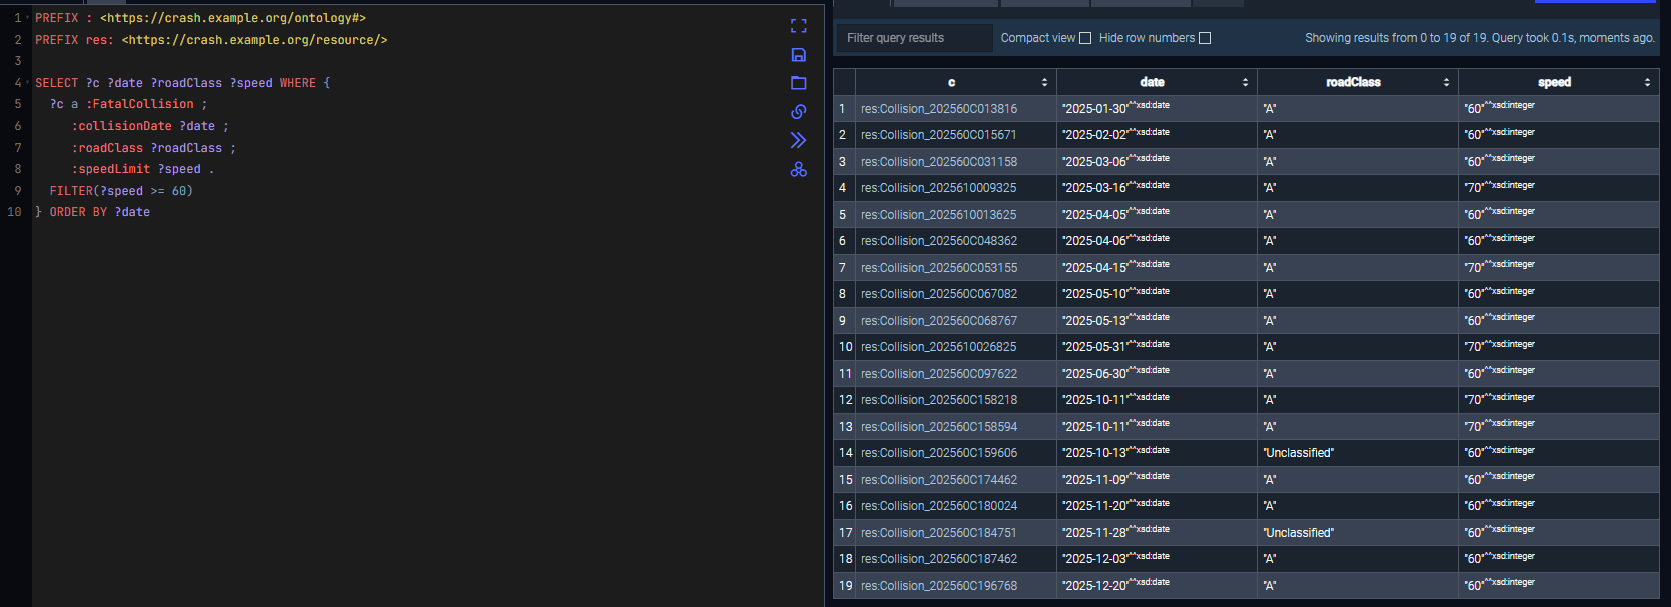 1 PREFIX : <https://crash.example.org/ontology#>
2 PREFIX res: <https://crash.example.org/resource/>
3
4 SELECT ?c ?date ?roadClass ?speed WHERE {
5 ?c a :FatalCollision ;
6 :collisionDate ?date ;
7 :roadClass ?roadClass ;
8 :speedLimit ?speed .
9 FILTER(?speed >= 60)
10 } ORDER BY ?date
Filter query results Compact view Hide row numbers Showing results from 0 to 19 of 19. Query took 0.1s, moments ago.
c date roadClass speed
1 res:Collision_202560C013816 "2025-01-30"^^xsd:date "A" "60"^^xsd:integer
2 res:Collision_202560C015671 "2025-02-02"^^xsd:date "A" "60"^^xsd:integer
3 res:Collision_202560C031158 "2025-03-06"^^xsd:date "A" "60"^^xsd:integer
4 res:Collision_2025610009325 "2025-03-16"^^xsd:date "A" "70"^^xsd:integer
5 res:Collision_2025610013625 "2025-04-05"^^xsd:date "A" "60"^^xsd:integer
6 res:Collision_202560C048362 "2025-04-06"^^xsd:date "A" "60"^^xsd:integer
7 res:Collision_202560C053155 "2025-04-15"^^xsd:date "A" "70"^^xsd:integer
8 res:Collision_202560C067082 "2025-05-10"^^xsd:date "A" "60"^^xsd:integer
9 res:Collision_202560C068767 "2025-05-13"^^xsd:date "A" "60"^^xsd:integer
10 res:Collision_2025610026825 "2025-05-31"^^xsd:date "A" "70"^^xsd:integer
11 res:Collision_202560C097622 "2025-06-30"^^xsd:date "A" "60"^^xsd:integer
12 res:Collision_202560C158218 "2025-10-11"^^xsd:date "A" "70"^^xsd:integer
13 res:Collision_202560C158594 "2025-10-11"^^xsd:date "A" "70"^^xsd:integer
14 res:Collision_202560C159606 "2025-10-13"^^xsd:date "Unclassified" "60"^^xsd:integer
15 res:Collision_202560C174462 "2025-11-09"^^xsd:date "A" "60"^^xsd:integer
16 res:Collision_202560C180024 "2025-11-20"^^xsd:date "A" "60"^^xsd:integer
17 res:Collision_202560C184751 "2025-11-28"^^xsd:date "Unclassified" "60"^^xsd:integer
18 res:Collision_202560C187462 "2025-12-03"^^xsd:date "A" "60"^^xsd:integer
19 res:Collision_202560C196768 "2025-12-20"^^xsd:date "A" "60"^^xsd:integer